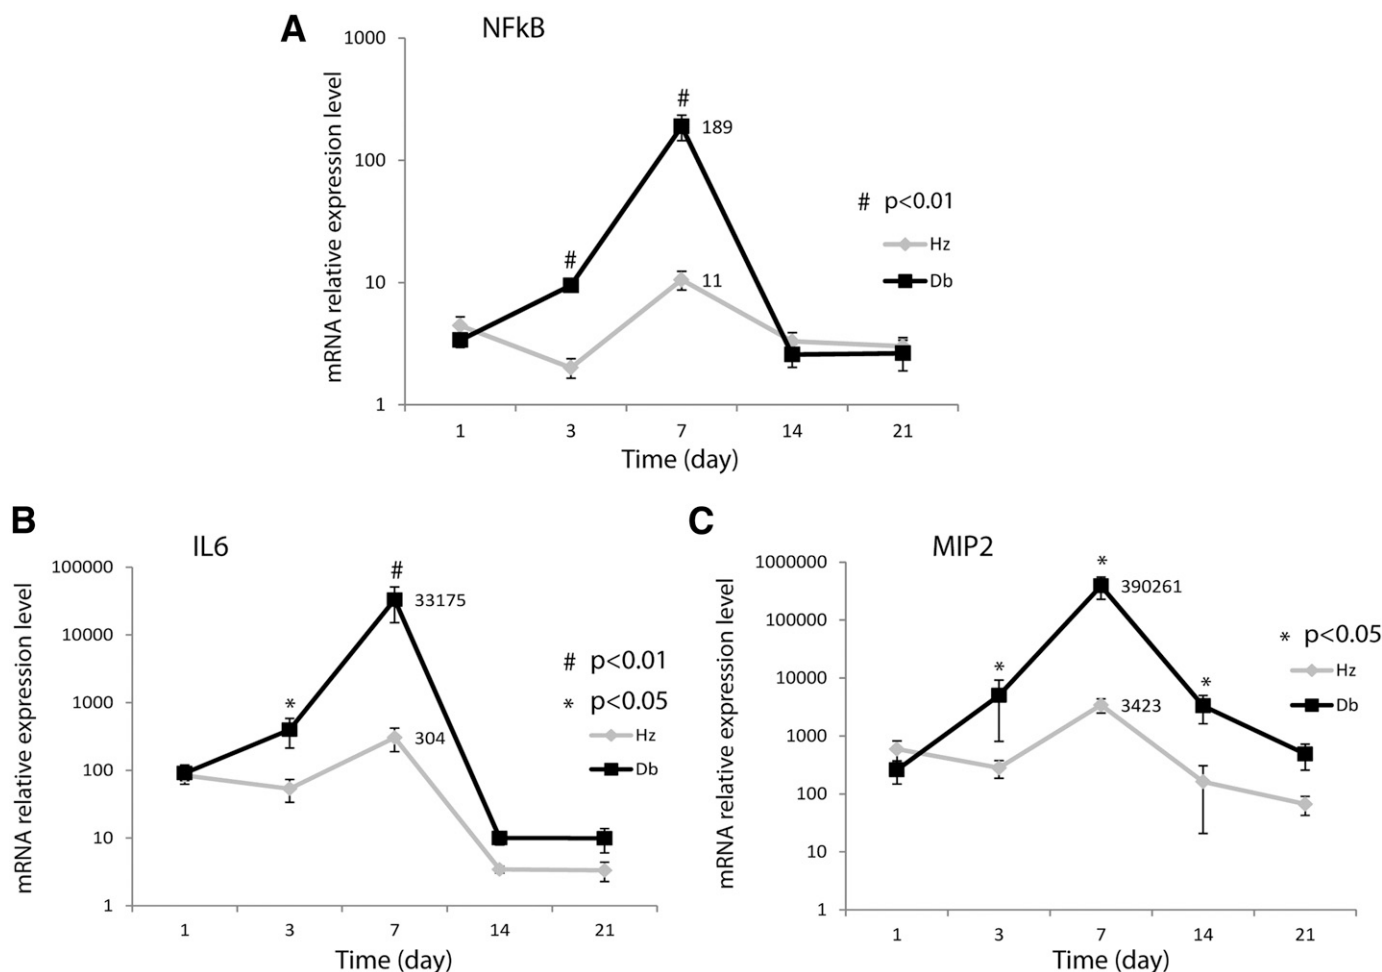 A
NFkB
mRNA relative expression level
1000
100
10
1
#
#
189
11
# p<0.01
Hz
Db
1 3 7 14 21
Time (day)
B
IL6
mRNA relative expression level
100000
10000
1000
100
10
1
*
#
33175
304
# p<0.01
* p<0.05
Hz
Db
1 3 7 14 21
Time (day)
C
MIP2
mRNA relative expression level
1000000
100000
10000
1000
100
10
1
*
*
*
390261
3423
* p<0.05
Hz
Db
1 3 7 14 21
Time (day)